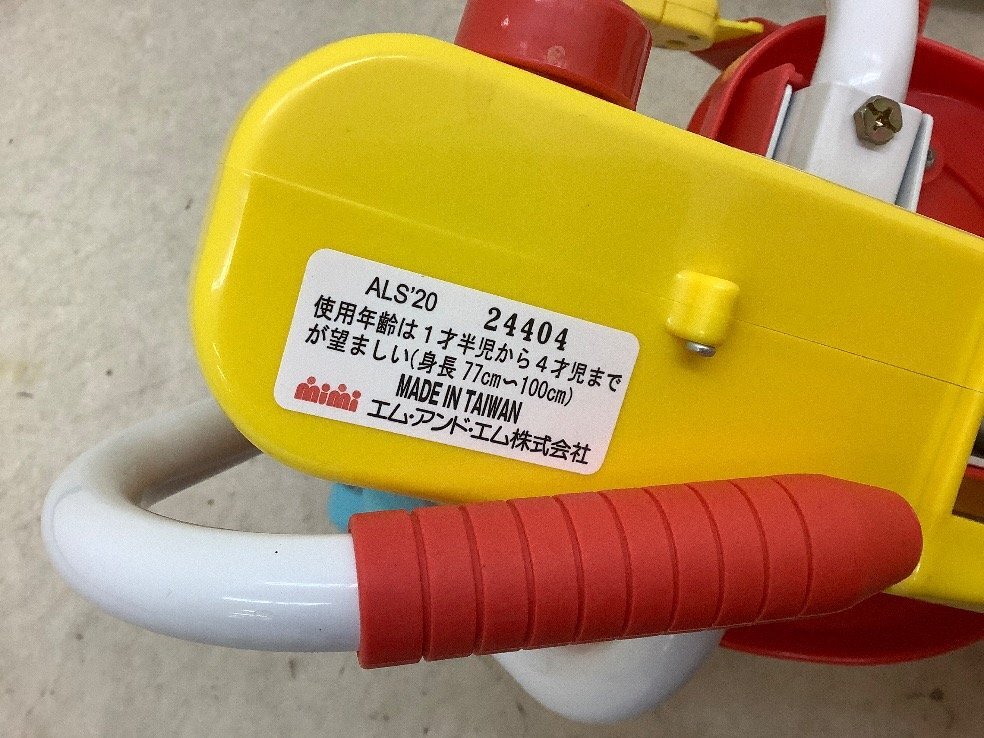 ALS'20 24404
使用年齢は1才半児から4才児まで
が望ましい(身長77cm〜100cm)
MADE IN TAIWAN
mimi エム・アンド・エム株式会社